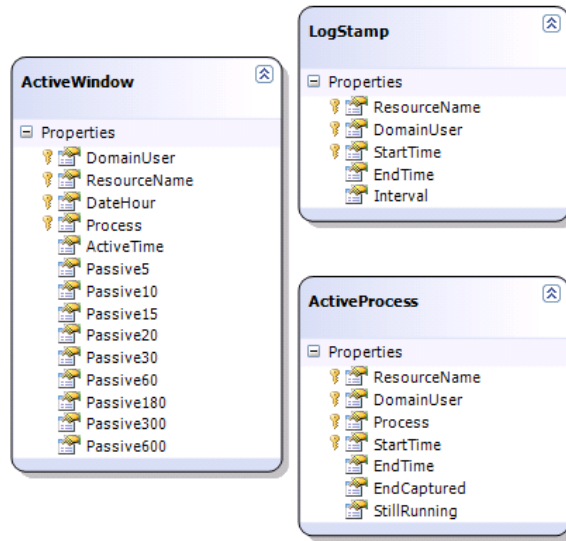 ActiveWindow
Properties
DomainUser
ResourceName
DateHour
Process
ActiveTime
Passive5
Passive10
Passive15
Passive20
Passive30
Passive60
Passive180
Passive300
Passive600
LogStamp
Properties
ResourceName
DomainUser
StartTime
EndTime
Interval
ActiveProcess
Properties
ResourceName
DomainUser
Process
StartTime
EndTime
EndCaptured
StillRunning